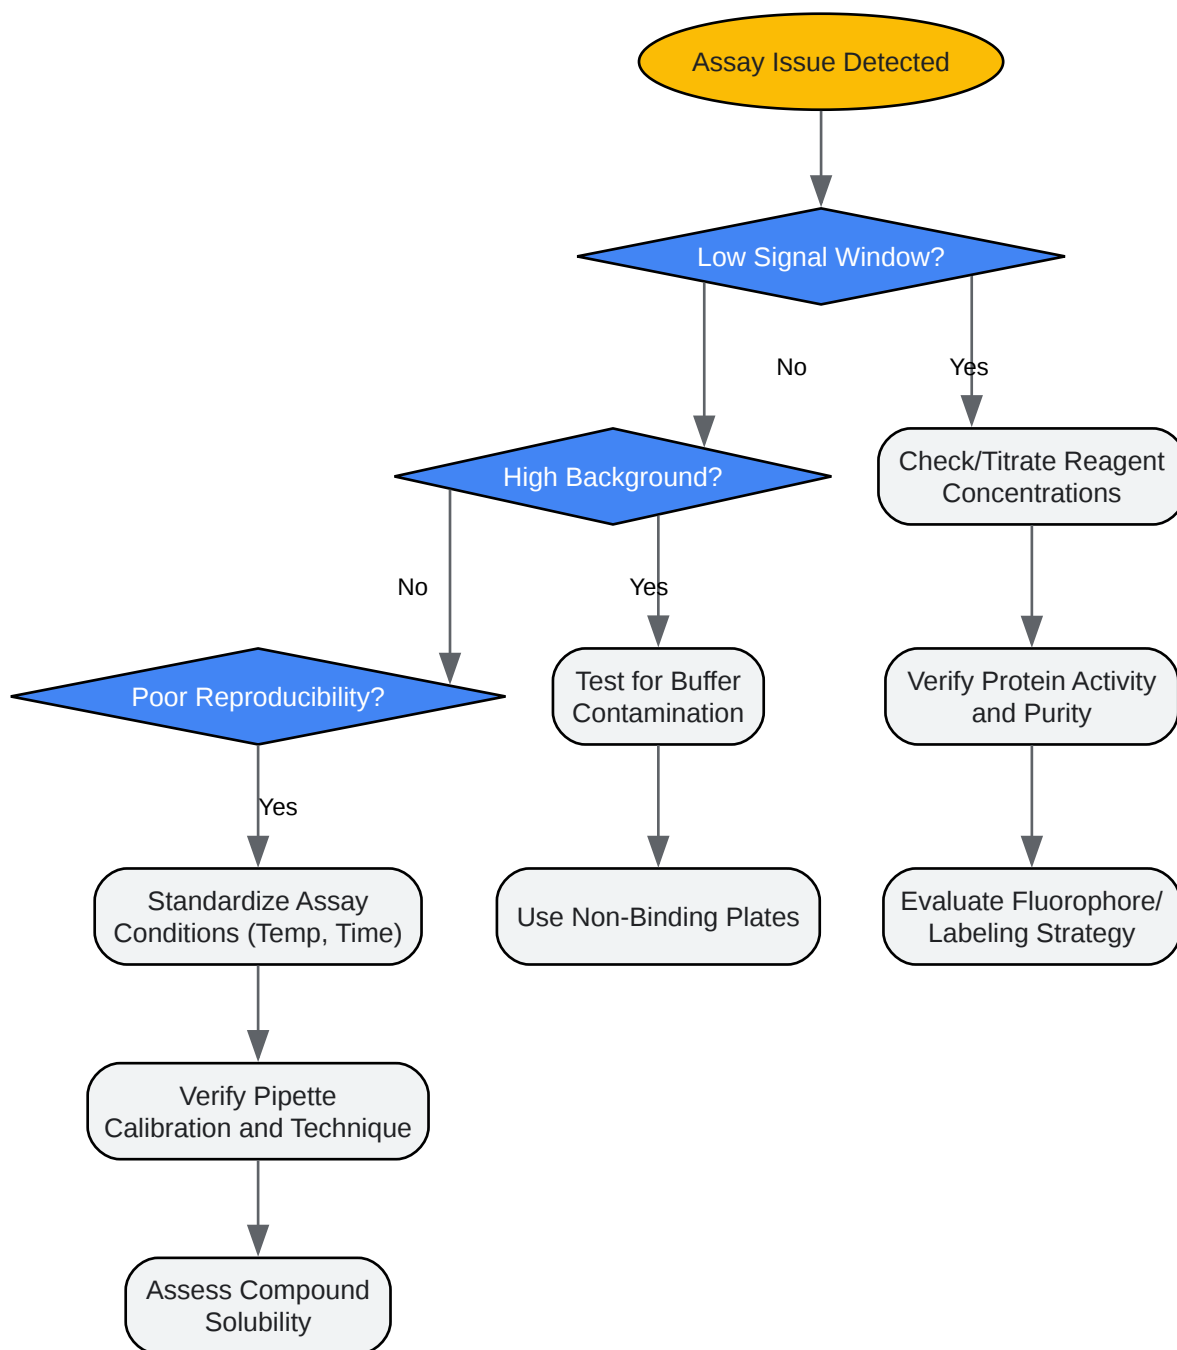 Assay Issue Detected
Low Signal Window?
No
Yes
High Background?
Check/Titrate Reagent
Concentrations
No
Yes
Poor Reproducibility?
Test for Buffer
Contamination
Verify Protein Activity
and Purity
Yes
Standardize Assay
Conditions (Temp, Time)
Use Non-Binding Plates
Evaluate Fluorophore/
Labeling Strategy
Verify Pipette
Calibration and Technique
Assess Compound
Solubility